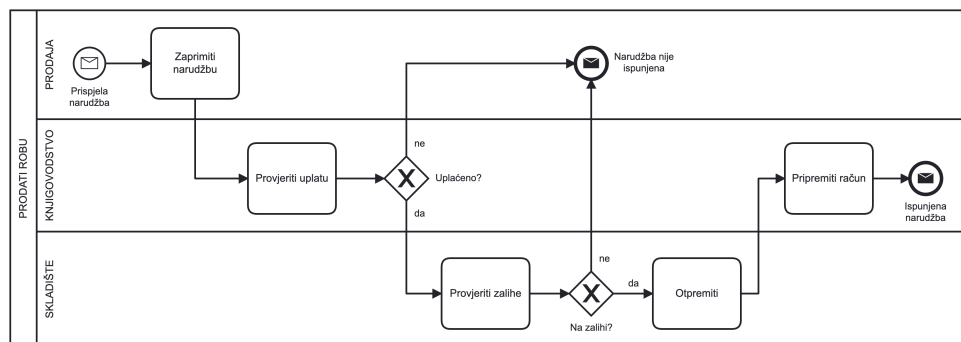 PRODATI ROBU
PRODAJA
Prispjela
narudžba
Zaprimiti
narudžbu
Narudžba nije
ispunjena
KNJIGOVODSTVO
Provjeriti uplatu
ne
Uplaćeno?
da
Pripremiti račun
Ispunjena
narudžba
SKLADIŠTE
Provjeriti zalihe
ne
Na zalihi?
da
Otpremiti